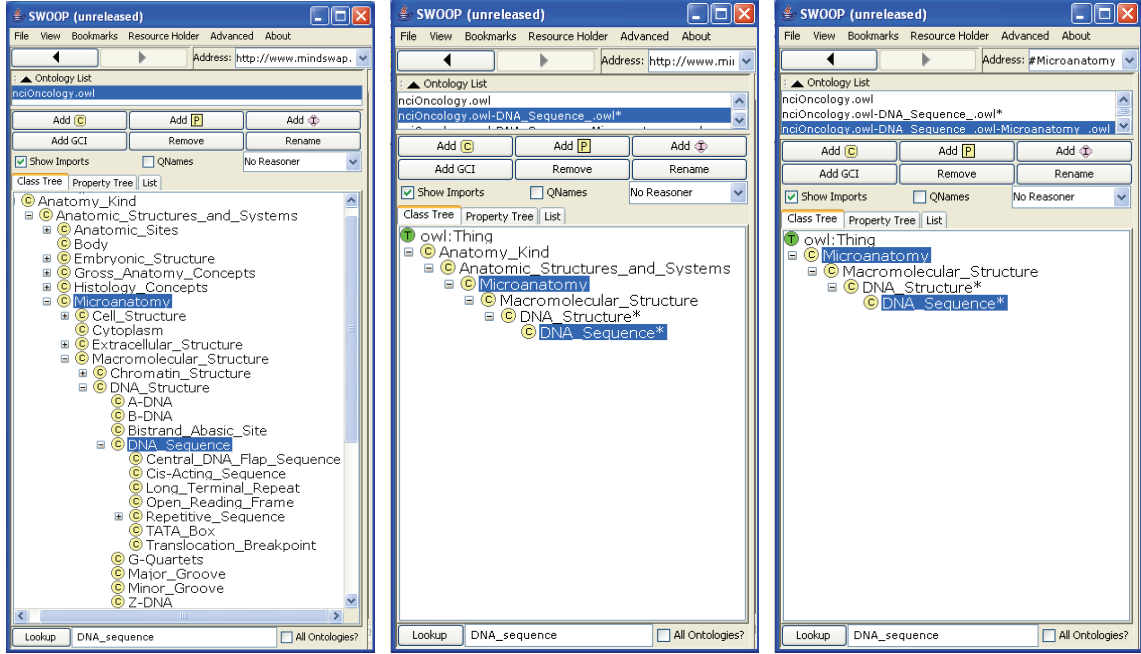 SWOOP (unreleased)
File View Bookmarks Resource Holder Advanced About
Address: http://www.mindswap.
Ontology List
nciOncology.owl
Add C Add P Add I
Add GCI Remove Rename
Show Imports QNames No Reasoner
Class Tree Property Tree List
C Anatomy_Kind
C Anatomic_Structures_and_Systems
C Anatomic_Sites
C Body
C Embryonic_Structure
C Gross_Anatomy_Concepts
C Histology_Concepts
C Microanatomy
C Cell_Structure
C Cytoplasm
C Extracellular_Structure
C Macromolecular_Structure
C Chromatin_Structure
C DNA_Structure
C A-DNA
C B-DNA
C Bistrand_Abasic_Site
C DNA_Sequence
C Central_DNA_Flap_Sequence
C Cis-Acting_Sequence
C Long_Terminal_Repeat
C Open_Reading_Frame
C Repetitive_Sequence
C TATA_Box
C Translocation_Breakpoint
C G-Quartets
C Major_Groove
C Minor_Groove
C Z-DNA
Lookup DNA_sequence All Ontologies?
SWOOP (unreleased)
File View Bookmarks Resource Holder Advanced About
Address: http://www.mii
Ontology List
nciOncology.owl
nciOncology.owl-DNA_Sequence_.owl*
Add C Add P Add I
Add GCI Remove Rename
Show Imports QNames No Reasoner
Class Tree Property Tree List
T owl:Thing
C Anatomy_Kind
C Anatomic_Structures_and_Systems
C Microanatomy
C Macromolecular_Structure
C DNA_Structure*
C DNA_Sequence*
Lookup DNA_sequence All Ontologies?
SWOOP (unreleased)
File View Bookmarks Resource Holder Advanced About
Address: #Microanatomy
Ontology List
nciOncology.owl
nciOncology.owl-DNA_Sequence_.owl*
nciOncology.owl-DNA_Sequence_.owl-Microanatomy_.owl
Add C Add P Add I
Add GCI Remove Rename
Show Imports QNames No Reasoner
Class Tree Property Tree List
T owl:Thing
C Microanatomy
C Macromolecular_Structure
C DNA_Structure*
C DNA_Sequence*
Lookup DNA_sequence All Ontologies?